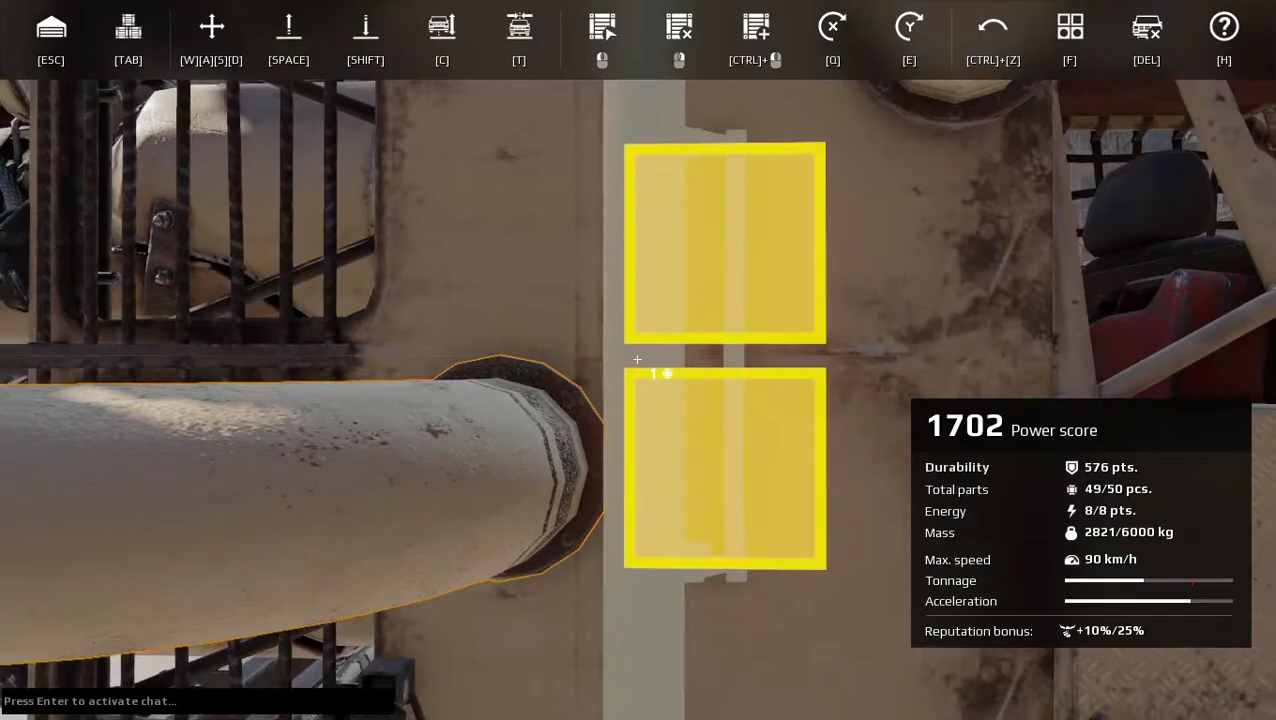 [ESC] [TAB] [W][A][S][D] [SPACE] [SHIFT] [C] [T] [CTRL]+ [Q] [E] [CTRL]+[Z] [F] [DEL] [H]
1
1702 Power score
Durability 576 pts.
Total parts 49/50 pcs.
Energy 8/8 pts.
Mass 2821/6000 kg
Max. speed 90 km/h
Tonnage
Acceleration
Reputation bonus: +10%/25%
Press Enter to activate chat...